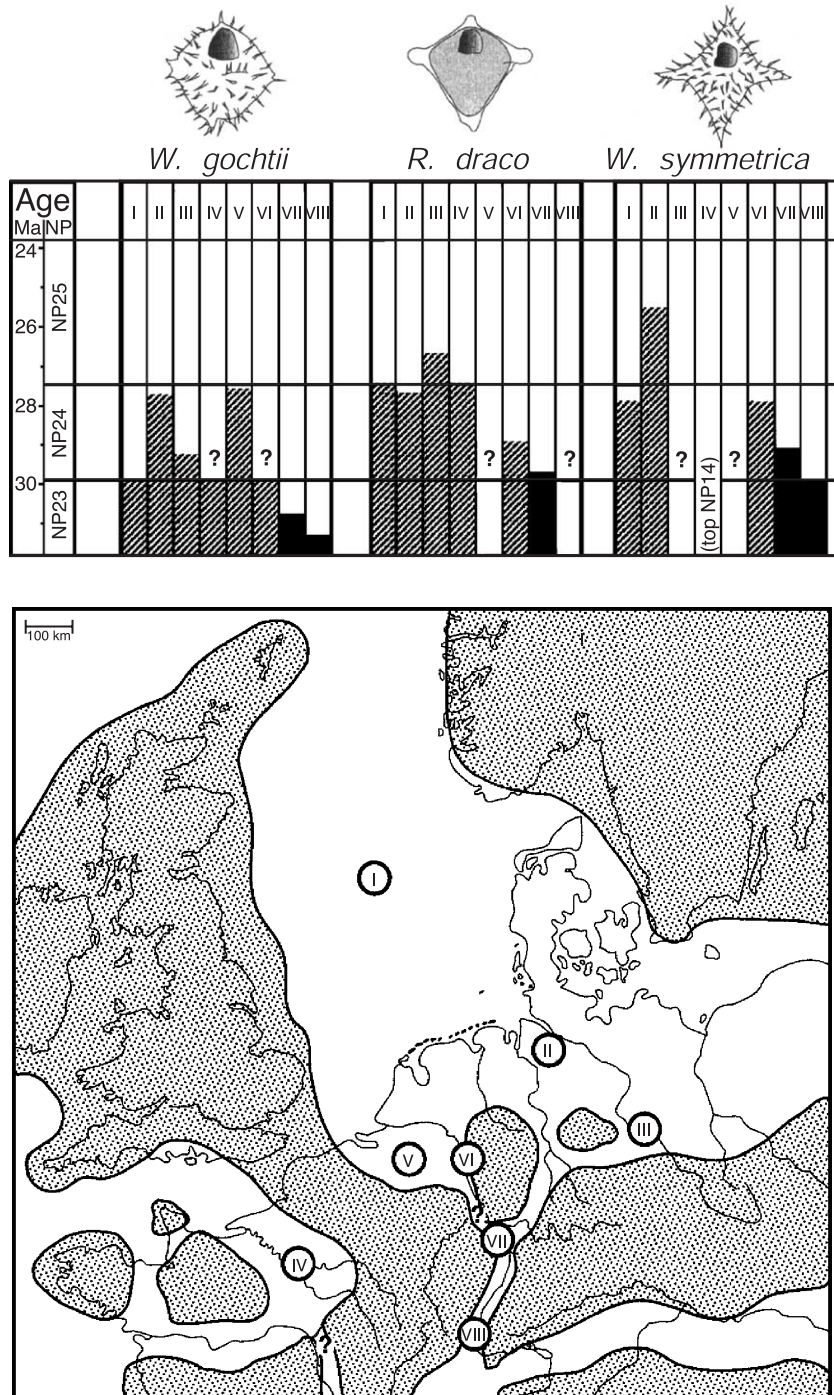 W. gochtii R. draco W. symmetrica
Age
Ma NP I II III IV V VI VII VIII I II III IV V VI VII VIII I II III IV V VI VII VIII
24
NP25
26
28
NP24
? ? ? ? ? ?
30
NP23
(top NP14)
100 km
I
I
II
III
V
VI
?
VII
IV
VIII
?